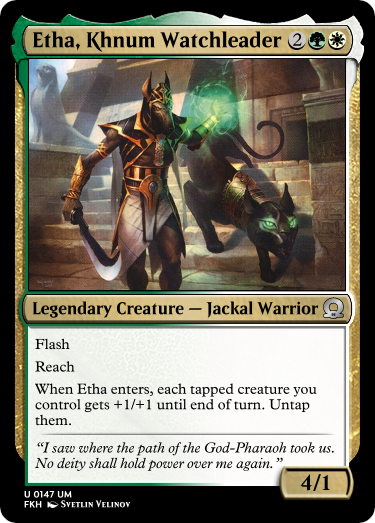 Etha, Khnum Watchleader 2
Legendary Creature — Jackal Warrior
Flash
Reach
When Etha enters, each tapped creature you
control gets +1/+1 until end of turn. Untap
them.
“I saw where the path of the God-Pharaoh took us.
No deity shall hold power over me again.”
4/1
U 0147 UM
FKH SVETLIN VELINOV